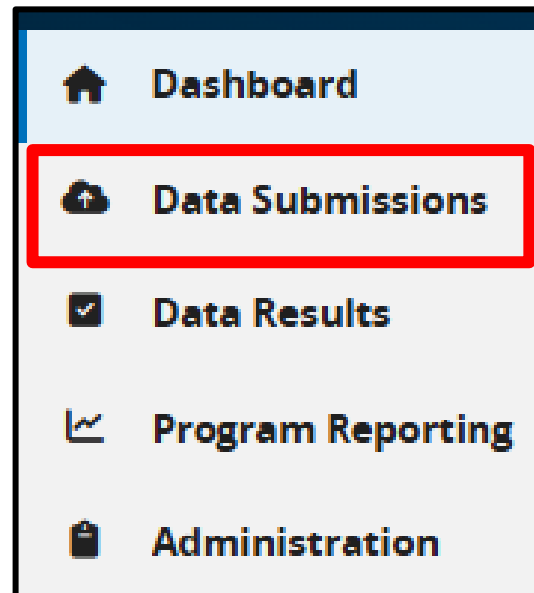 Dashboard
Data Submissions
Data Results
Program Reporting
Administration